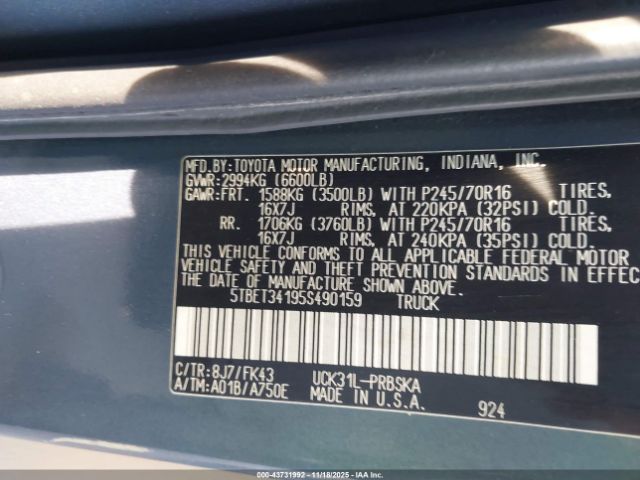 MFD. BY: TOYOTA MOTOR MANUFACTURING, INDIANA, INC.
GVWR: 2994KG (6600LB)
GAWR: FRT. 1588KG (3500LB) WITH P245/70R16 TIRES,
16X7J RIMS, AT 220KPA (32PSI) COLD.
RR. 1706KG (3760LB) WITH P245/70R16 TIRES,
16X7J RIMS, AT 240KPA (35PSI) COLD.
THIS VEHICLE CONFORMS TO ALL APPLICABLE FEDERAL MOTOR
VEHICLE SAFETY AND THEFT PREVENTION STANDARDS IN EFFEC
THE DATE OF MANUFACTURE SHOWN ABOVE.
5TBET34195S490159 TRUCK
C/TR: 8J7/FK43 UCK31L-PRBSKA
A/TM: A01B/A750E MADE IN U.S.A.
924
000-43731992 — 11/18/2025 — IAAI.COM